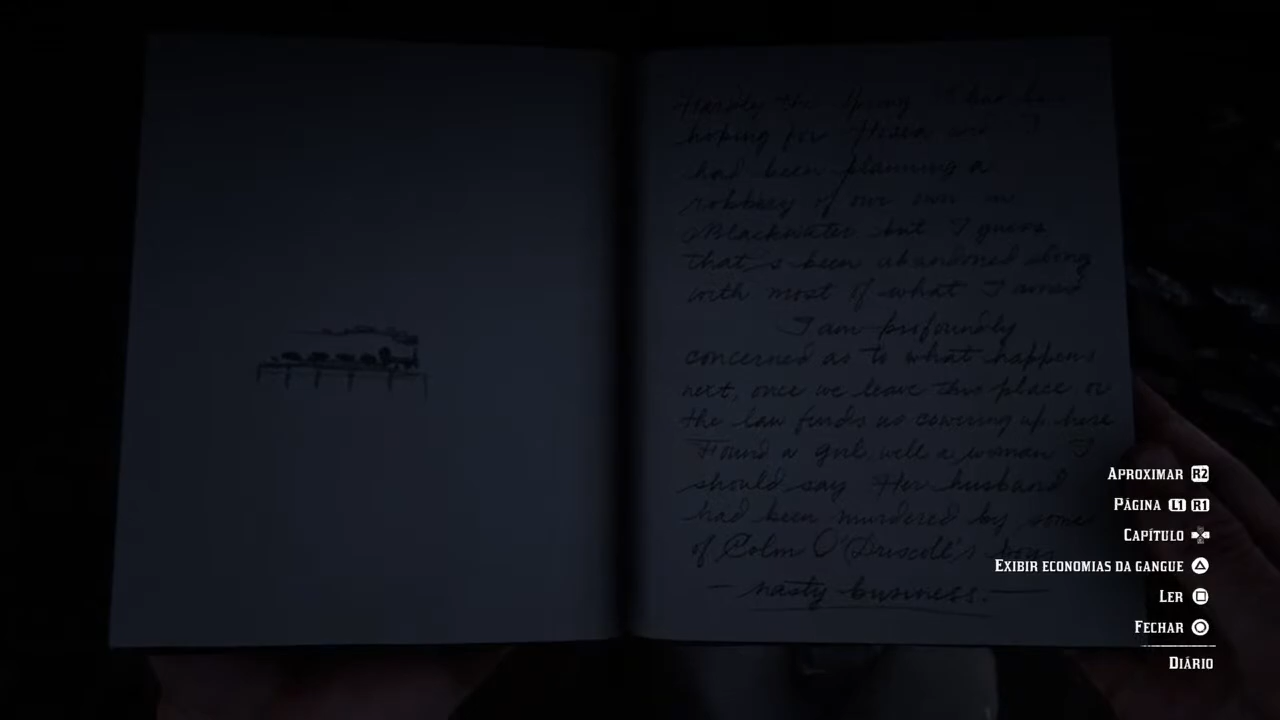 Hardly the Spring I'd had been
hoping for. Hosea and I
had been planning a
robbery of our own in
Blackwater but I guess
that's been abandoned along
with most of what I owned
I am profoundly
concerned as to what happens
next, once we leave this place or
the law finds us cowering up here
Found a girl, well a woman I
should say Her husband
had been murdered by some
of Colm O'Driscoll's boys
— nasty business. —
APROXIMAR R2
PÁGINA L1 R1
CAPÍTULO
EXIBIR ECONOMIAS DA GANGUE
LER
FECHAR
DIÁRIO